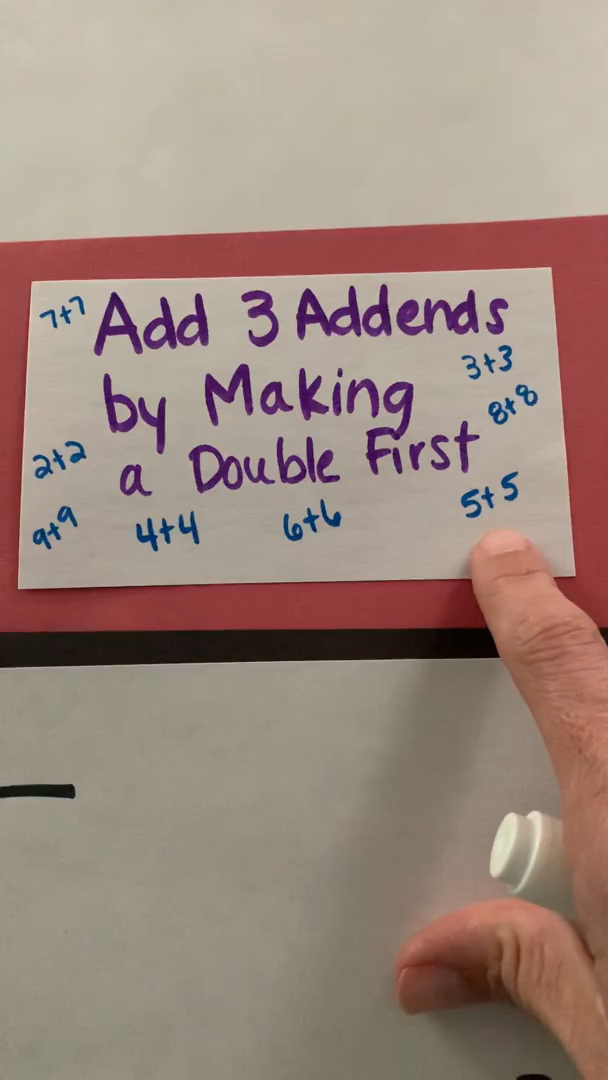 7+7
Add 3 Addends
3+3
by Making
8+8
2+2
a Double First
9+9
4+4
6+6
5+5